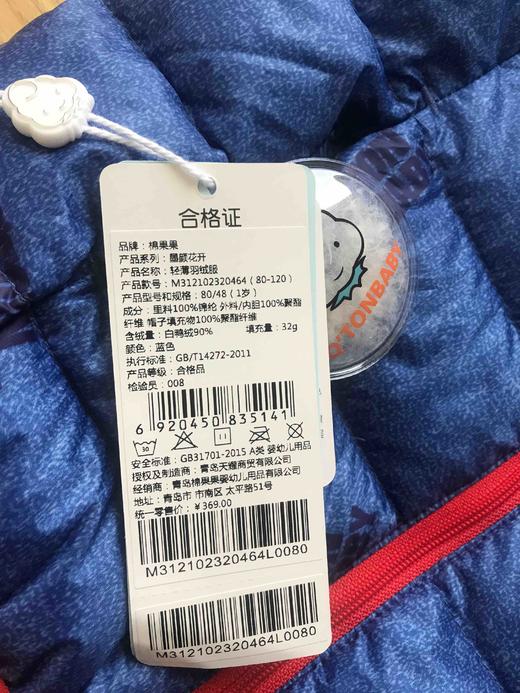 合格证
品牌：棉果果
产品系列：墨颜花开
产品名称：轻薄羽绒服
产品款号：M312102320464 (80-120)
产品型号和规格：80/48 (1岁)
成分：里料100%锦纶 外料/内胆100%聚酯
纤维 帽子填充物100%聚酯纤维
含绒量：白鸭绒90% 填充量：32g
颜色：蓝色
执行标准：GB/T14272-2011
产品等级：合格品
检验员：008
6 920450 835141
30
安全标准：GB31701-2015 A类 婴幼儿用品
授权及制造商：青岛天耀商贸有限公司
经销商：青岛棉果果婴幼儿用品有限公司
地址：青岛市 市南区 太平路51号
统一零售价：¥369.00
M312102320464L0080
M312102320464L0080
Q'TONBABY